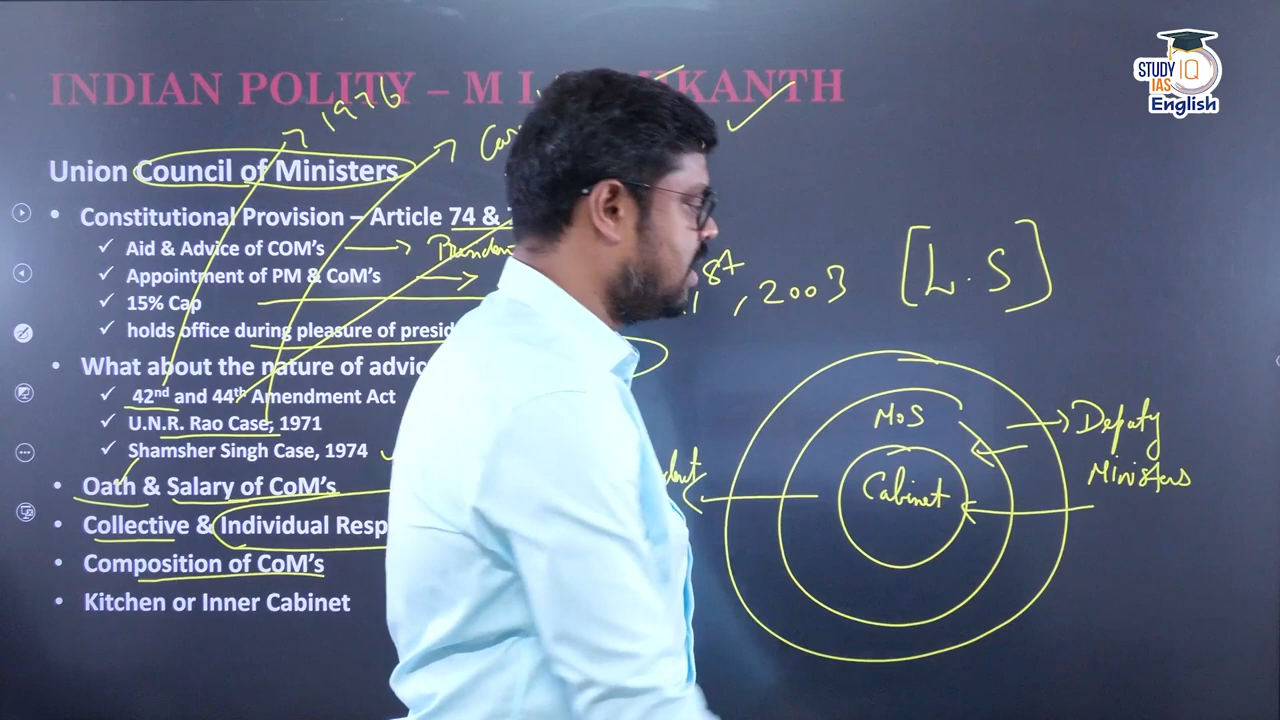 INDIAN POLITY – M L KANTH
STUDY IQ
IAS
English
1976
Union Council of Ministers
• Constitutional Provision – Article 74 &
✓ Aid & Advice of COM's →
✓ Appointment of PM & CoM's →
✓ 15% Cap
✓ holds office during pleasure of
st, 2003 [L.S]
• What about the nature of
✓ 42nd and 44th Amendment Act
✓ U.N.R. Rao Case, 1971
✓ Shamsher Singh Case, 1974
• Oath & Salary of CoM's
• Collective & Individual
• Composition of CoM's
• Kitchen or Inner Cabinet
MoS
Cabinet
Deputy
Ministers